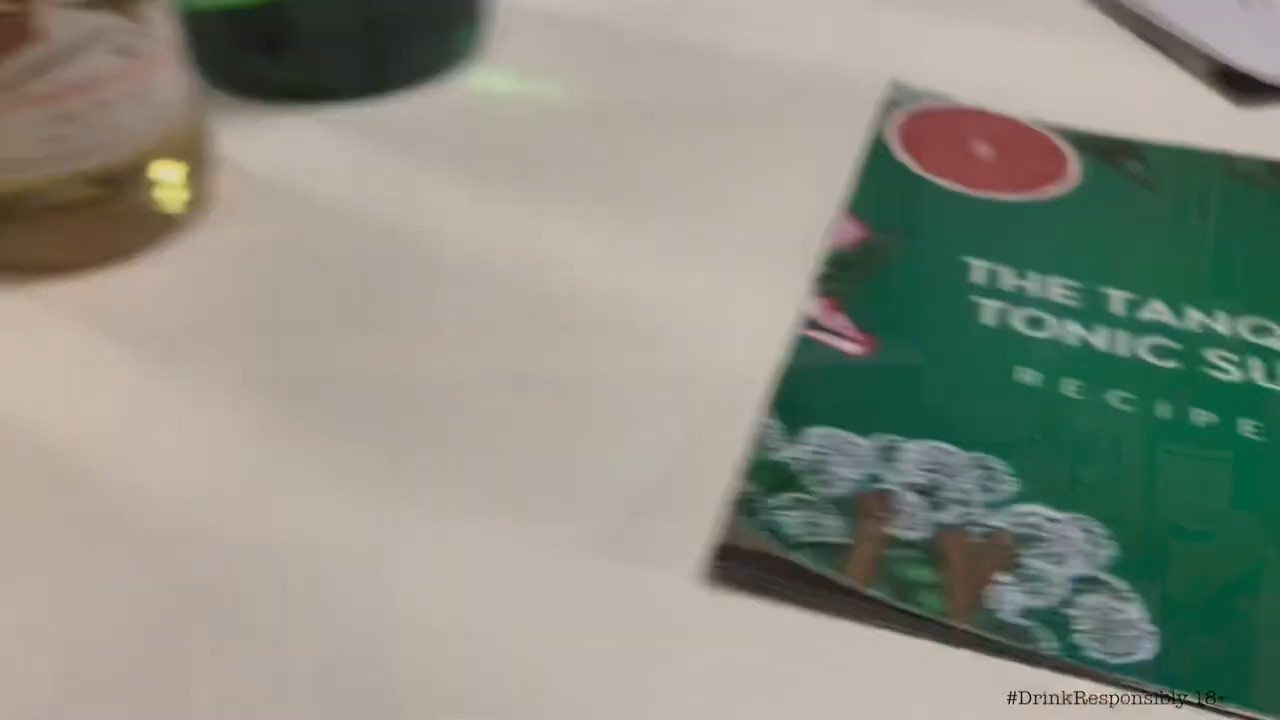 THE TANQ
TONIC SU
RECIPE
#DrinkResponsibly 18+